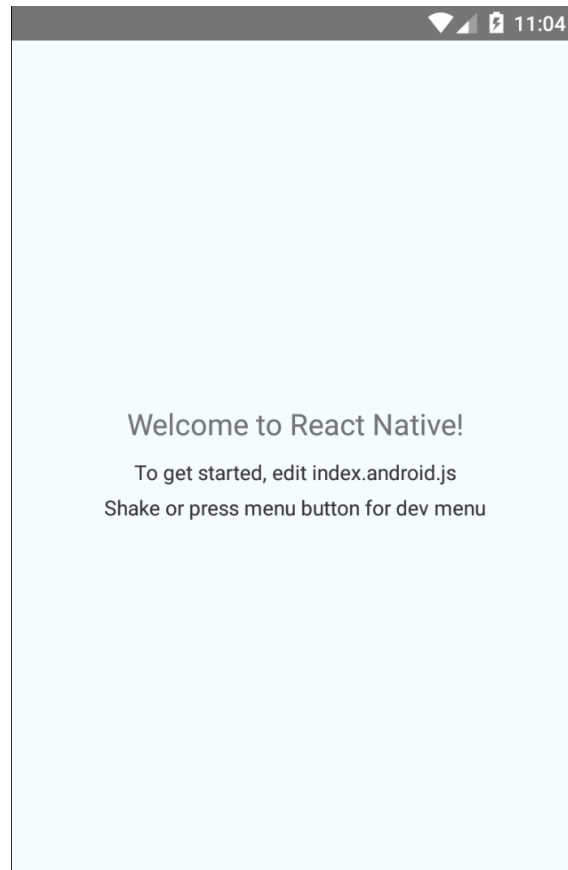 11:04
Welcome to React Native!
To get started, edit index.android.js
Shake or press menu button for dev menu